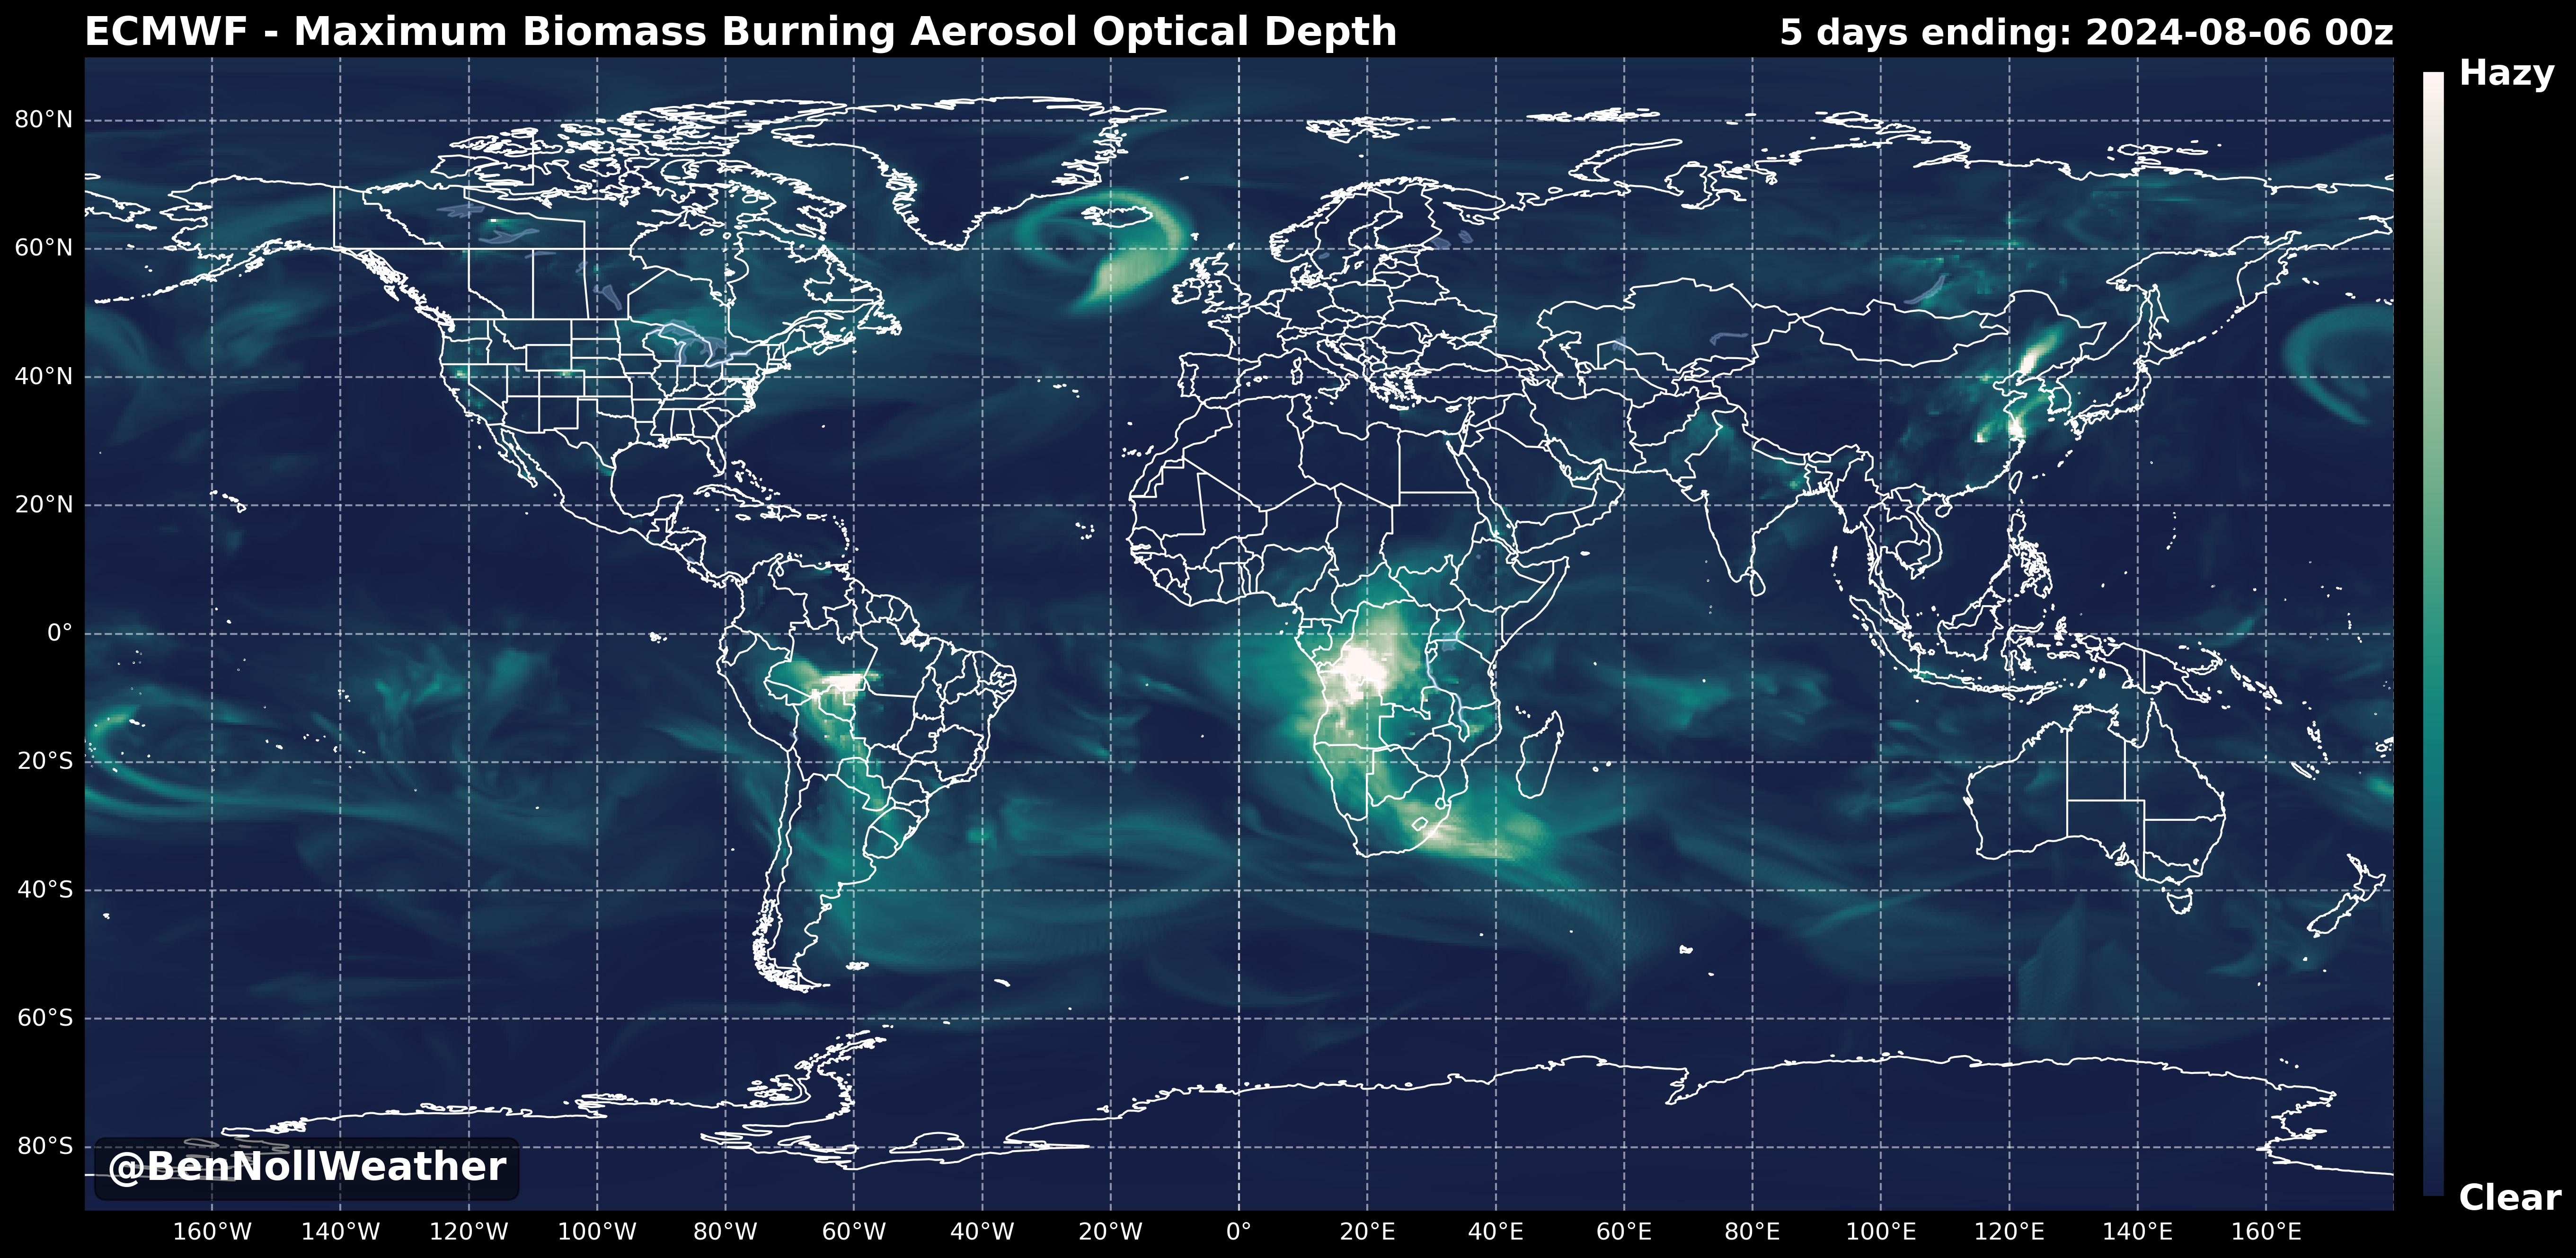 ECMWF - Maximum Biomass Burning Aerosol Optical Depth
5 days ending: 2024-08-06 00z
Hazy
80°N
60°N
40°N
20°N
0°
20°S
40°S
60°S
80°S
@BenNollWeather
Clear
160°W 140°W 120°W 100°W 80°W 60°W 40°W 20°W 0° 20°E 40°E 60°E 80°E 100°E 120°E 140°E 160°E